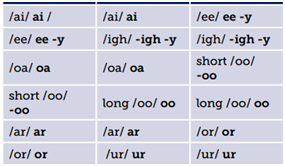 /ai/ ai / /ai/ ai /ee/ ee -y
/ee/ ee -y /igh/ -igh -y /igh/ -igh -y
/oa/ oa /oa/ oa short /oo/
-oo
short /oo/
-oo long /oo/ oo long /oo/ oo
/ar/ ar /ar/ ar /or/ or
/or/ or /ur/ ur /ur/ ur